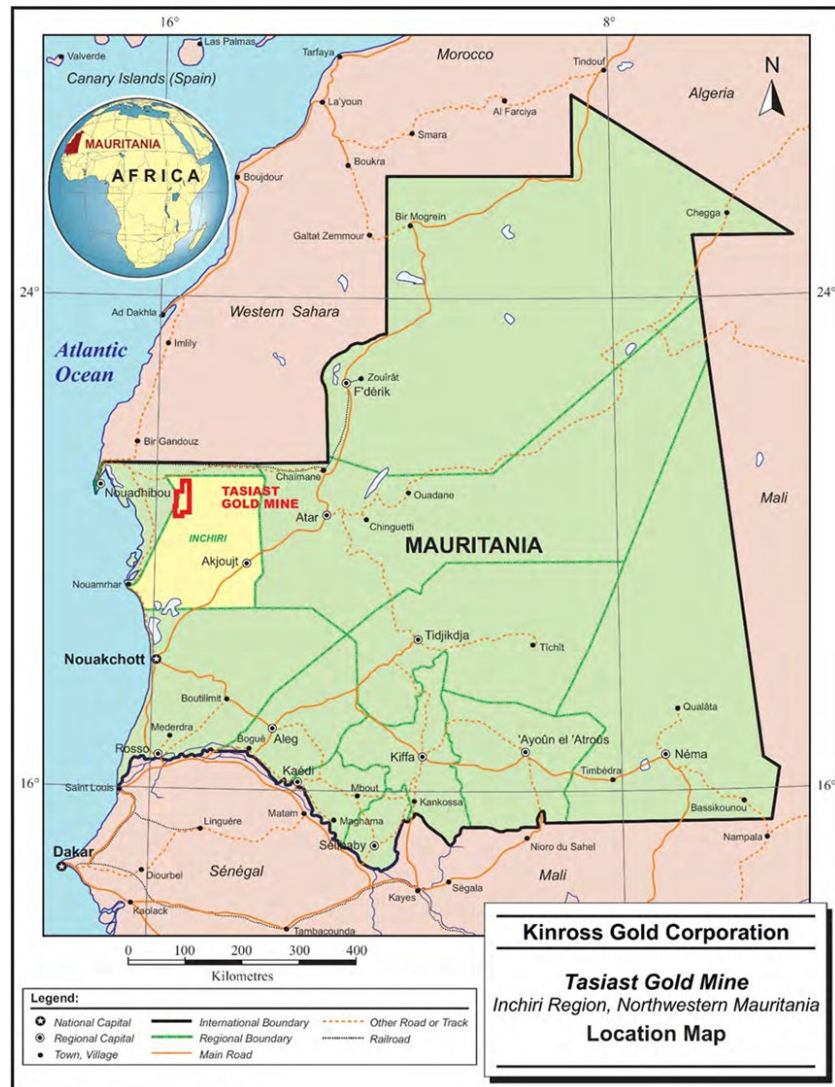 16°
8°
Las Palmas
Valverde
Canary Islands (Spain)
Tarfaya
Morocco
Tindouf
N
La'youn
Al Farciya
Algeria
Smara
MAURITANIA
AFRICA
Boukra
Boujdour
Bir Mogreïn
Chegga
Galtat Zemmour
24°
24°
Ad Dakhla
Western Sahara
Imlily
Atlantic
Ocean
Zouîrât
F'dérik
Bir Gandouz
Chaïmane
Nouadhibou
TASIAST
GOLD MINE
Ouadane
Mali
Atar
Chinguetti
INCHIRI
MAURITANIA
Akjoujt
Nouamrhar
Tidjikdja
Tîchît
Nouakchott
Boutilimit
Qualâta
Mederdra
Aleg
Rosso
Bogué
Kiffa
'Ayoûn el 'Atroûs
Néma
Kaédi
Timbédra
16°
16°
Saint Louis
Mbout
Kankossa
Bassikounou
Linguére
Matam
Maghama
Nampala
Dakar
Sélibaby
Nioro du Sahel
Diourbel
Sénégal
Mali
Ségala
Kayes
Kaolack
Tambacounda
0 100 200 300 400
Kilometres
Kinross Gold Corporation
Tasiast Gold Mine
Inchiri Region, Northwestern Mauritania
Location Map
Legend:
National Capital
International Boundary
Other Road or Track
Regional Capital
Regional Boundary
Railroad
Town, Village
Main Road